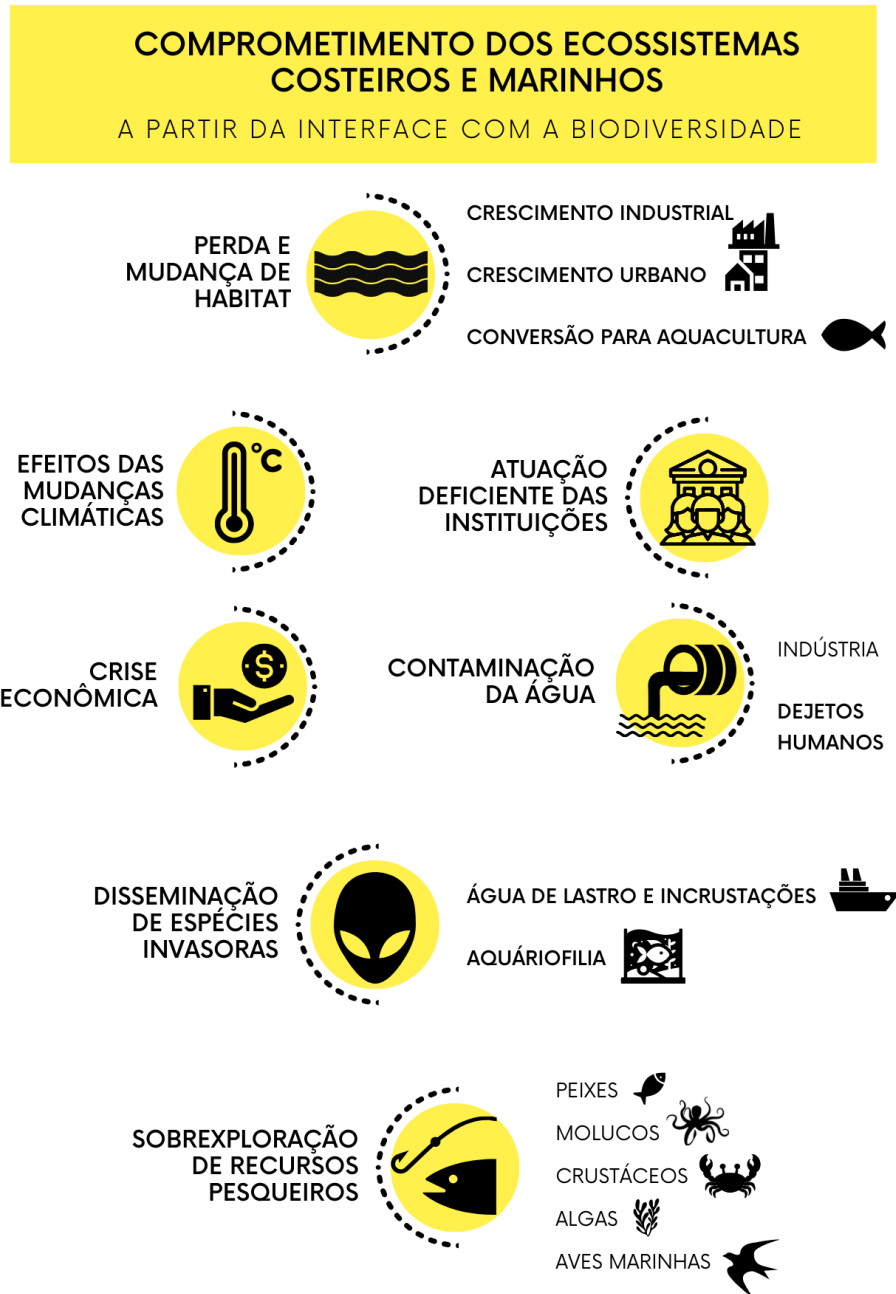 COMPROMETIMENTO DOS ECOSSISTEMAS
COSTEIROS E MARINHOS
A PARTIR DA INTERFACE COM A BIODIVERSIDADE
PERDA E
MUDANÇA DE
HABITAT
CRESCIMENTO INDUSTRIAL
CRESCIMENTO URBANO
CONVERSÃO PARA AQUACULTURA
EFEITOS DAS
MUDANÇAS
CLIMÁTICAS
°C
ATUAÇÃO
DEFICIENTE DAS
INSTITUIÇÕES
CRISE
ECONÔMICA
$
CONTAMINAÇÃO
DA ÁGUA
INDÚSTRIA
DEJETOS
HUMANOS
DISSEMINAÇÃO
DE ESPÉCIES
INVASORAS
ÁGUA DE LASTRO E INCRUSTAÇÕES
AQUÁRIOFILIA
SOBREXPLORAÇÃO
DE RECURSOS
PESQUEIROS
PEIXES
MOLUCOS
CRUSTÁCEOS
ALGAS
AVES MARINHAS